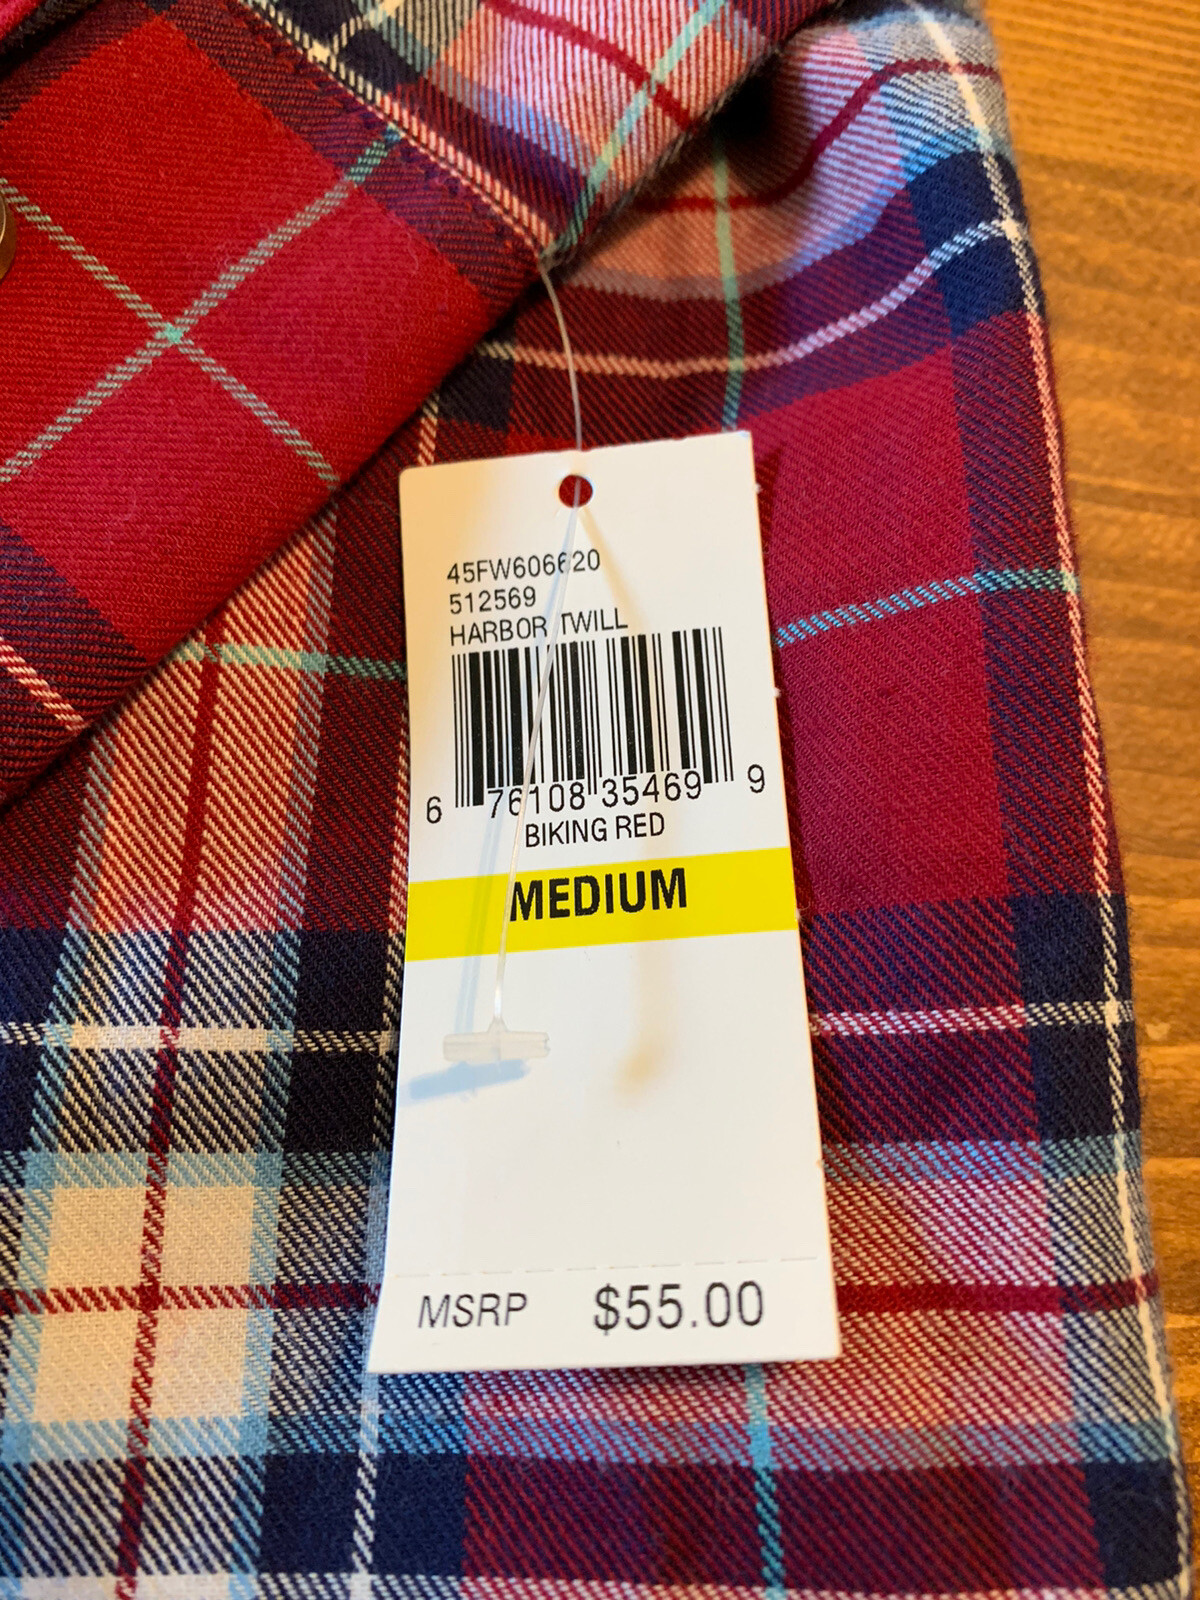 45FW606620
512569
HARBOR TWILL
6 76108 35469 9
BIKING RED
MEDIUM
MSRP $55.00